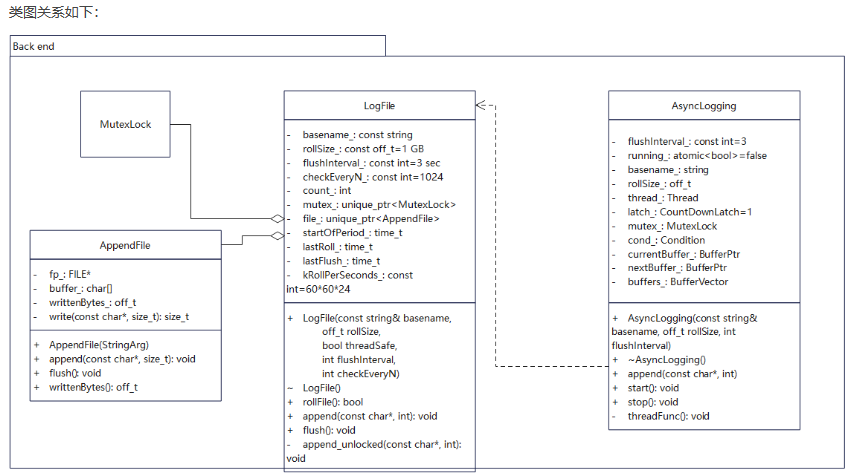 类图关系如下：
Back end
MutexLock
AppendFile
- fp_: FILE*
- buffer_: char[]
- writtenBytes_: off_t
- write(const char*, size_t): size_t
+ AppendFile(StringArg)
+ append(const char*, size_t): void
+ flush(): void
+ writtenBytes(): off_t
LogFile
- basename_: const string
- rollSize_: const off_t=1 GB
- flushInterval_: const int=3 sec
- checkEveryN_: const int=1024
- count_: int
- mutex_: unique_ptr<MutexLock>
- file_: unique_ptr<AppendFile>
- startOfPeriod_: time_t
- lastRoll_: time_t
- lastFlush_: time_t
- kRollPerSeconds_: const
int=60*60*24
+ LogFile(const string& basename,
off_t rollSize,
bool threadSafe,
int flushInterval,
int checkEveryN)
~ LogFile()
+ rollFile(): bool
+ append(const char*, int): void
+ flush(): void
- append_unlocked(const char*, int):
void
AsyncLogging
- flushInterval_: const int=3
- running_: atomic<bool>=false
- basename_: string
- rollSize_: off_t
- thread_: Thread
- latch_: CountDownLatch=1
- mutex_: MutexLock
- cond_: Condition
- currentBuffer_: BufferPtr
- nextBuffer_: BufferPtr
- buffers_: BufferVector
+ AsyncLogging(const string&
basename, off_t rollSize, int
flushInterval)
+ ~AsyncLogging()
+ append(const char*, int)
+ start(): void
+ stop(): void
- threadFunc(): void